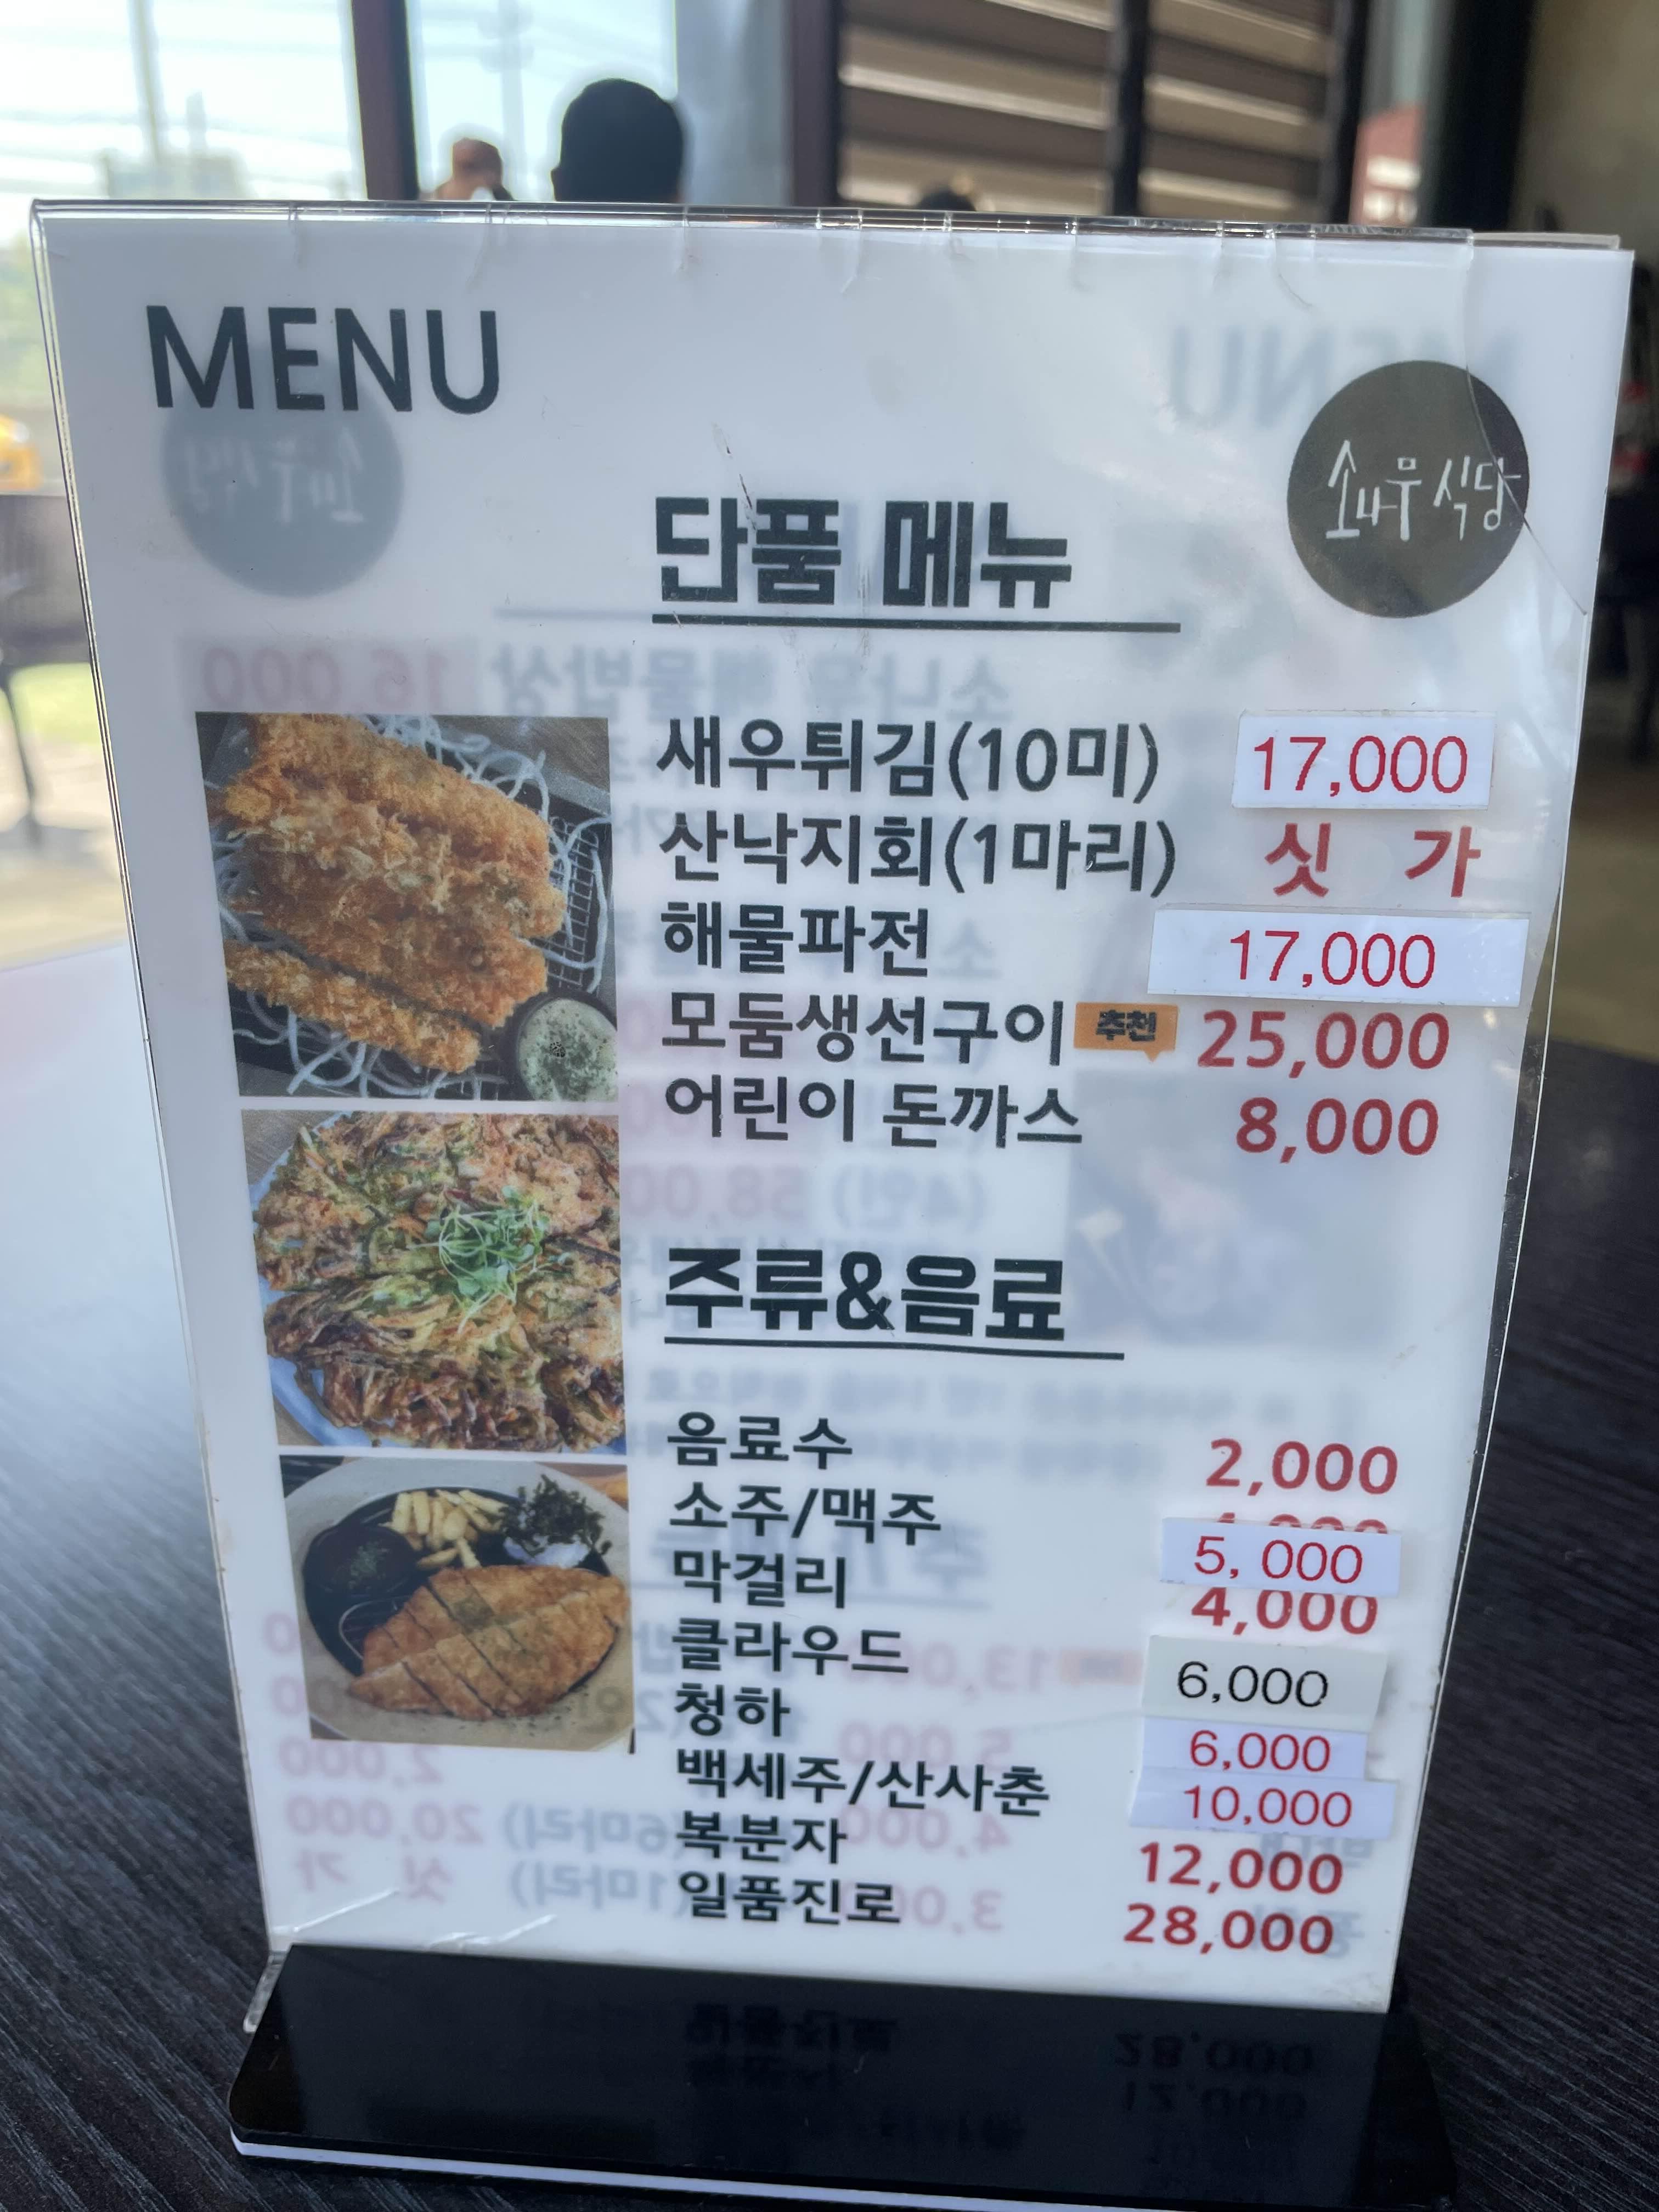 MENU
소나무식당
단품 메뉴
새우튀김(10미) 17,000
산낙지회(1마리) 싯 가
해물파전 17,000
모둠생선구이 추천 25,000
어린이 돈까스 8,000
주류&음료
음료수 2,000
소주/맥주 5, 000
막걸리 4,000
클라우드 6,000
청하 6,000
백세주/산사춘 10,000
복분자 12,000
일품진로 28,000